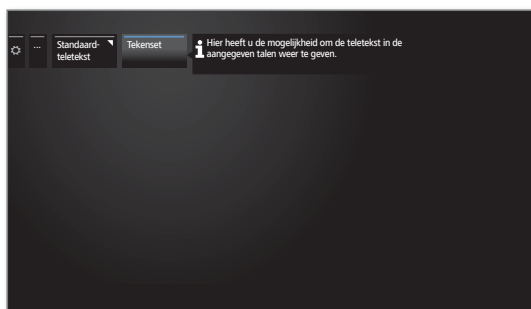 ...
Standaard-
teletekst
Tekenset
Hier heeft u de mogelijkheid om de teletekst in de
aangegeven talen weer te geven.